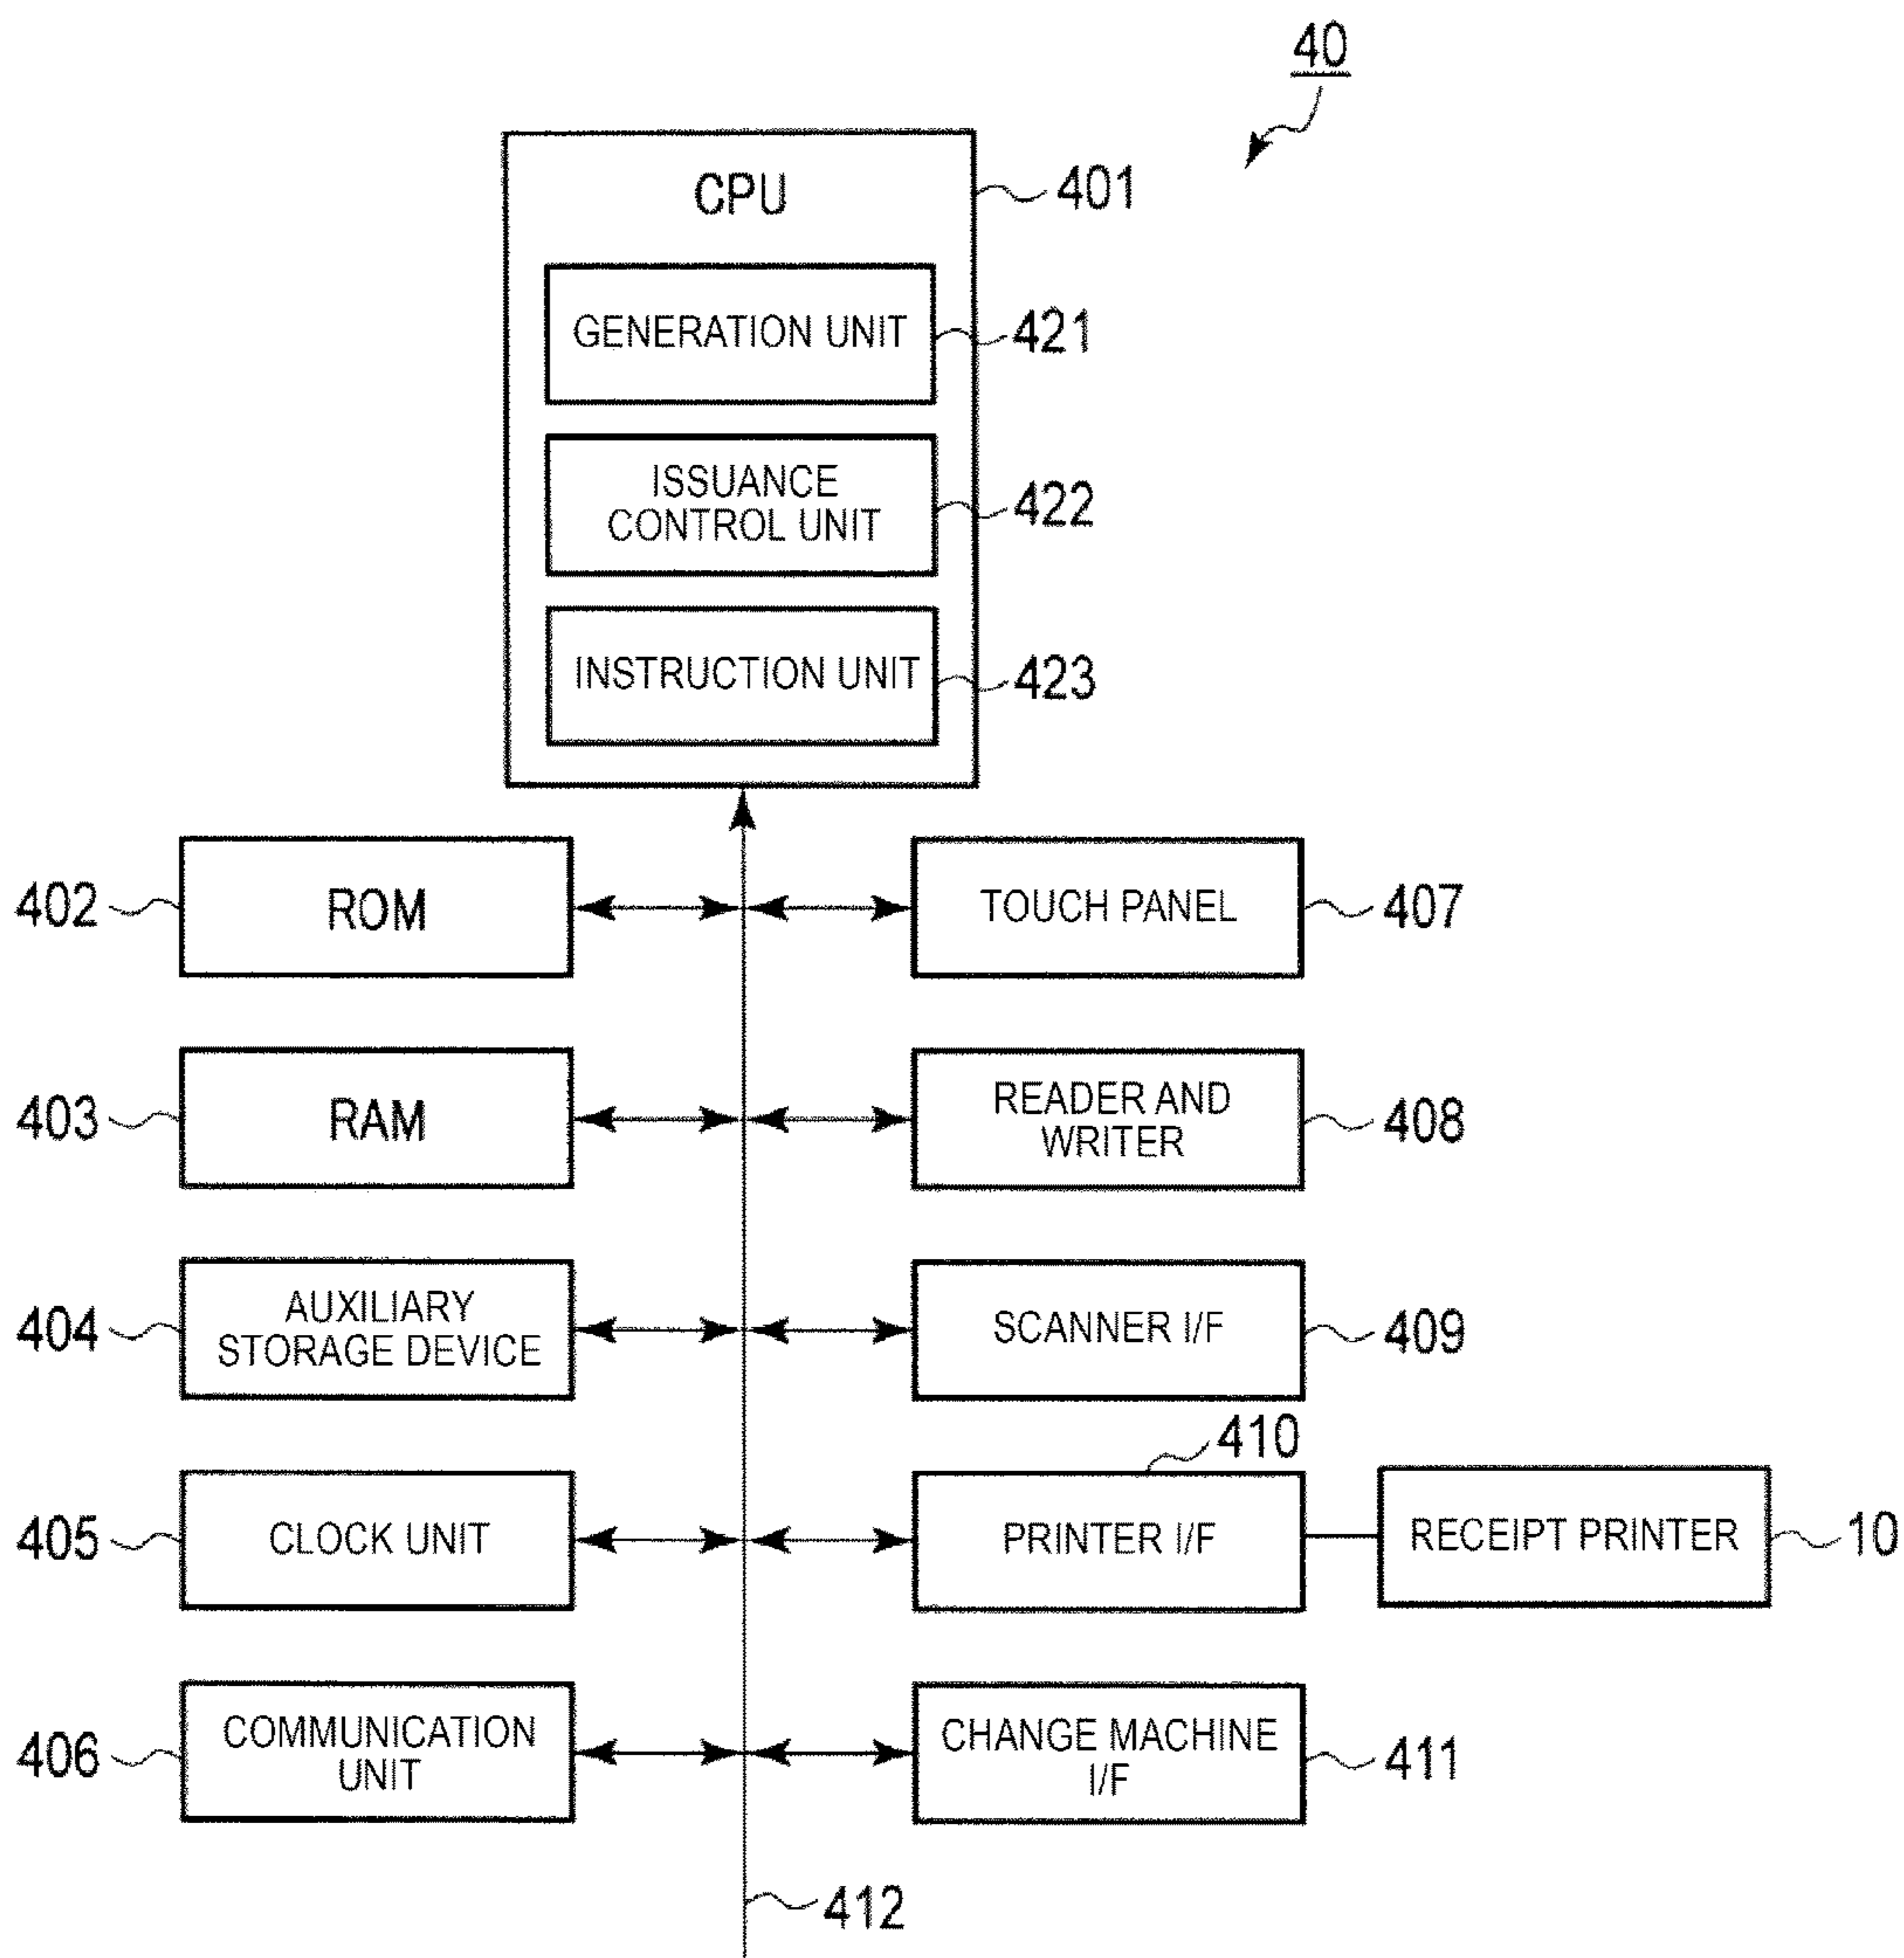 40
CPU
401
GENERATION UNIT
421
ISSUANCE
CONTROL UNIT
422
INSTRUCTION UNIT
423
402
ROM
TOUCH PANEL
407
403
RAM
READER AND
WRITER
408
404
AUXILIARY
STORAGE DEVICE
SCANNER I/F
409
410
405
CLOCK UNIT
PRINTER I/F
RECEIPT PRINTER
10
406
COMMUNICATION
UNIT
CHANGE MACHINE
I/F
411
412